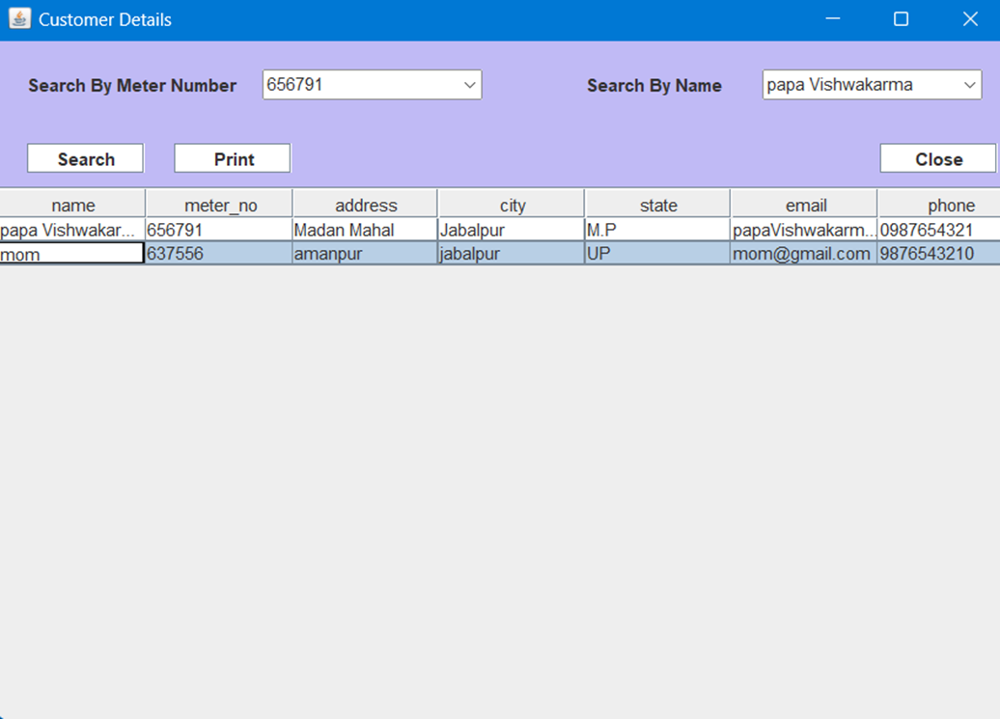 Customer Details
Search By Meter Number 656791 Search By Name papa Vishwakarma
Search Print Close
name meter_no address city state email phone
papa Vishwakar... 656791 Madan Mahal Jabalpur M.P papaVishwakarm... 0987654321
mom 637556 amanpur jabalpur UP mom@gmail.com 9876543210